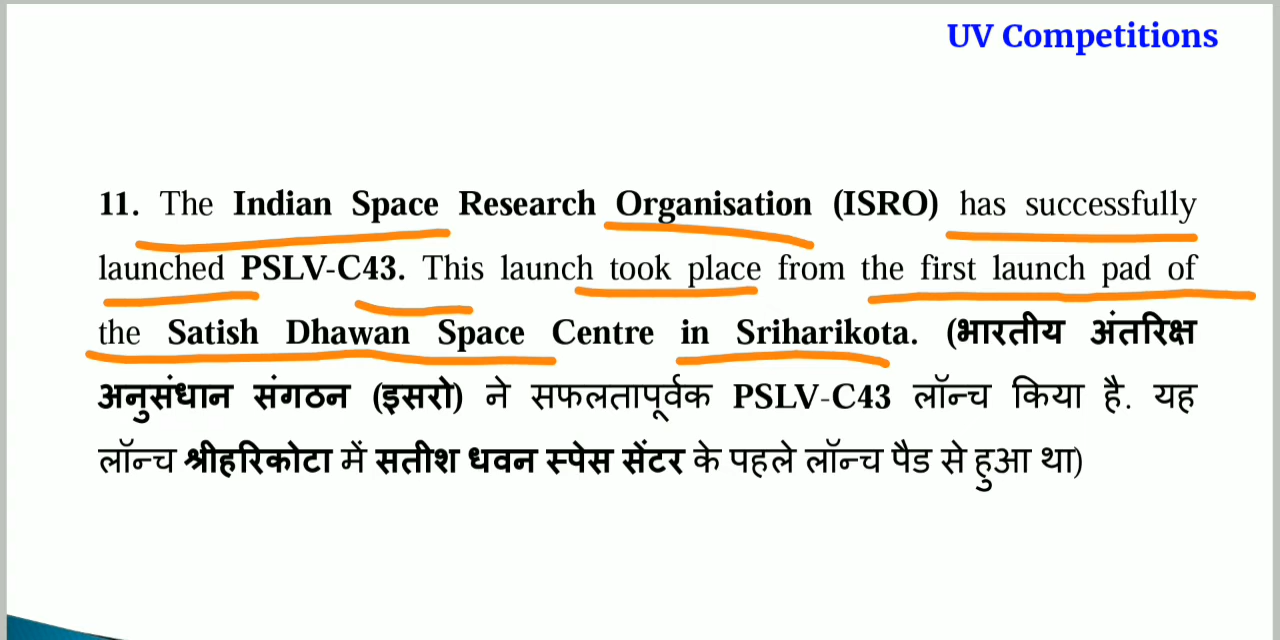 UV Competitions
11. The Indian Space Research Organisation (ISRO) has successfully
launched PSLV-C43. This launch took place from the first launch pad of
the Satish Dhawan Space Centre in Sriharikota. (भारतीय अंतरिक्ष
अनुसंधान संगठन (इसरो) ने सफलतापूर्वक PSLV-C43 लॉन्च किया है. यह
लॉन्च श्रीहरिकोटा में सतीश धवन स्पेस सेंटर के पहले लॉन्च पैड से हुआ था)